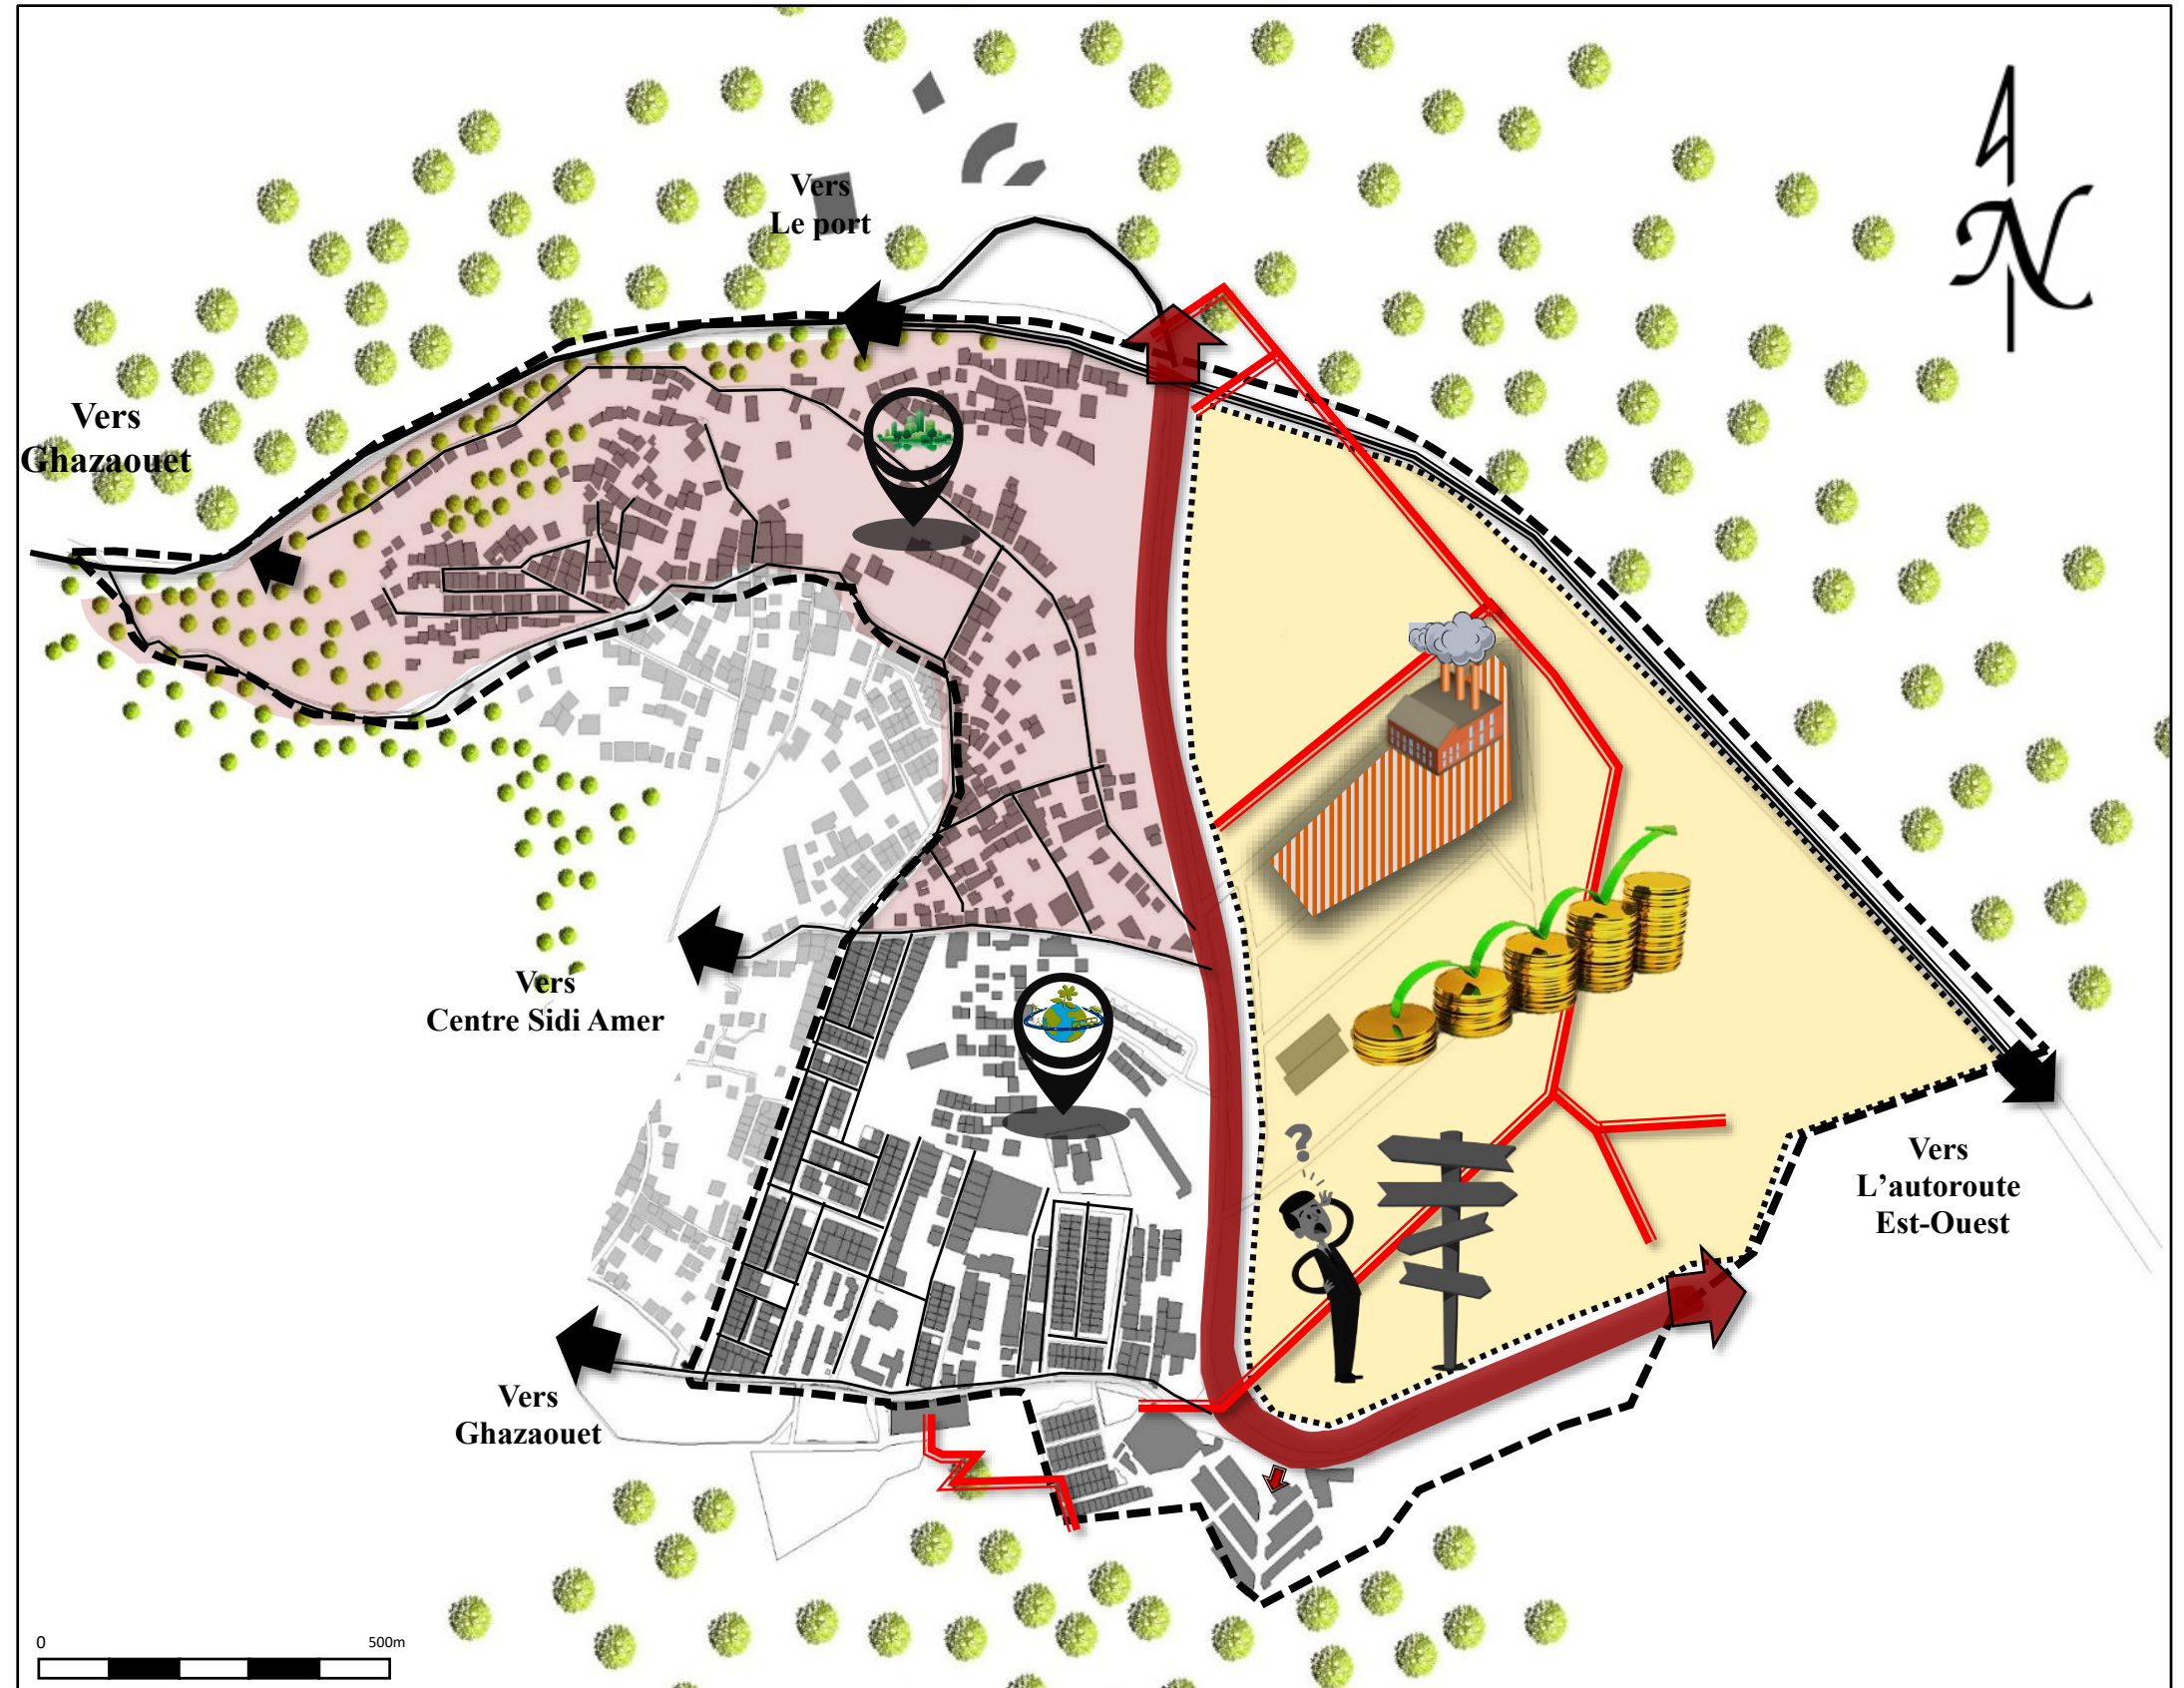 Vers
Le port
N
Vers
Ghazaouet
Vers
Centre Sidi Amer
?
Vers
L'autoroute
Est-Ouest
Vers
Ghazaouet
0 500m